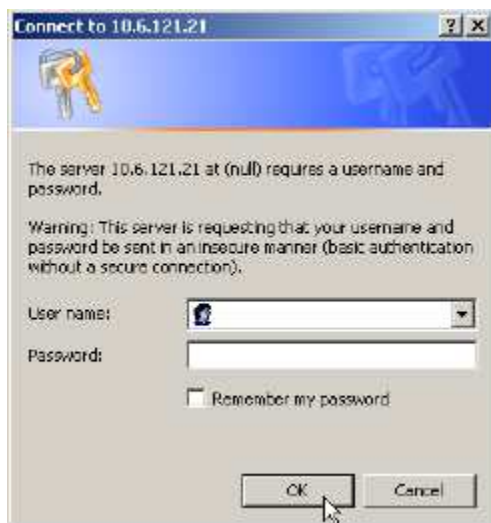 Connect to 10.6.121.21
The server 10.6.121.21 at (null) requires a username and
password.
Warning: This server is requesting that your username and
password be sent in an insecure manner (basic authentication
without a secure connection).
User name:
Password:
Remember my password
OK
Cancel